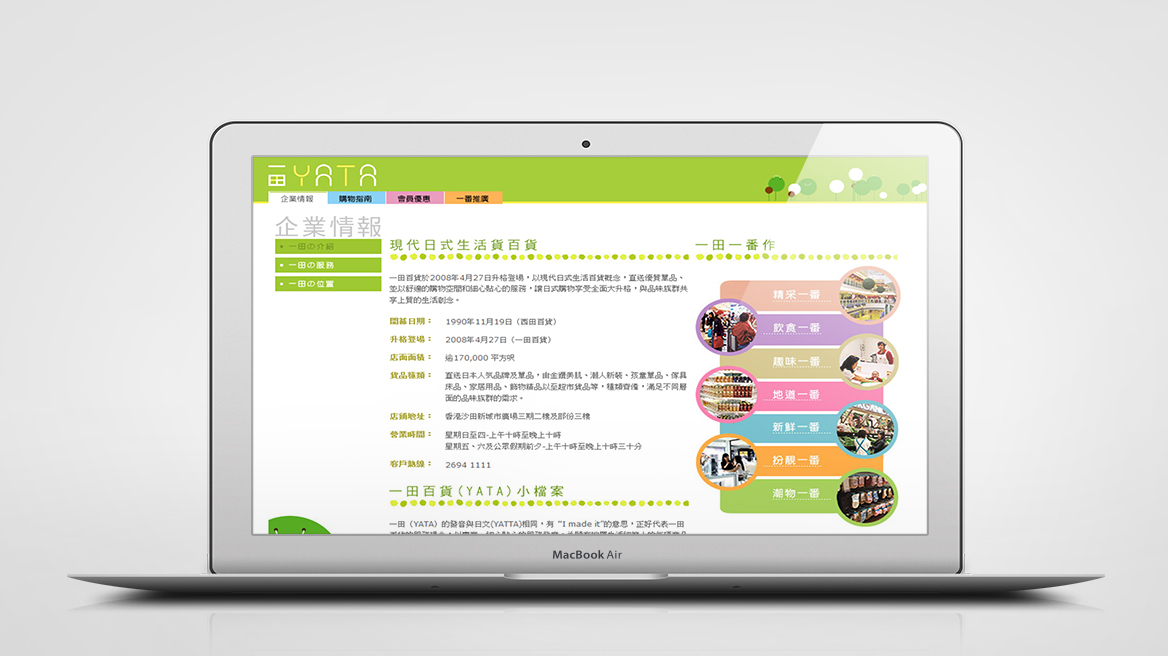 一田 YATA
企業情報 購物指南 會員優惠 一番推廣
企業情報
一田の介紹
一田の服務
一田の位置
現代日式生活貨百貨
一田百貨於2008年4月27日升格登場，以現代日式生活百貨概念，直送優質單品、
並以舒適的購物空間和細心貼心的服務，讓日式購物享受全面大升格，與品味族群共
享上質的生活創念。
開幕日期： 1990年11月19日（西田百貨）
升格登場： 2008年4月27日（一田百貨）
店面面積： 逾170,000 平方呎
貨品種類： 直送日本人氣品牌及單品，由金鑽美肌、潮人新裝、孩童單品、傢具
床品、家居用品、飾物精品以至超市貨品等，種類齊備，滿足不同層
面的品味族群的需求。
店鋪地址： 香港沙田新城市廣場三期二樓及部份三樓
營業時間： 星期日至四-上午十時至晚上十時
星期五、六及公眾假期前夕-上午十時至晚上十時三十分
客戶熱線： 2694 1111
一田百貨(YATA)小檔案
一田（YATA）的發音與日文(YATTA)相同，有 “I made it”的意思，正好代表一田
一田一番作
精采一番
飲食一番
趣味一番
地道一番
新鮮一番
扮靚一番
潮物一番
MacBook Air